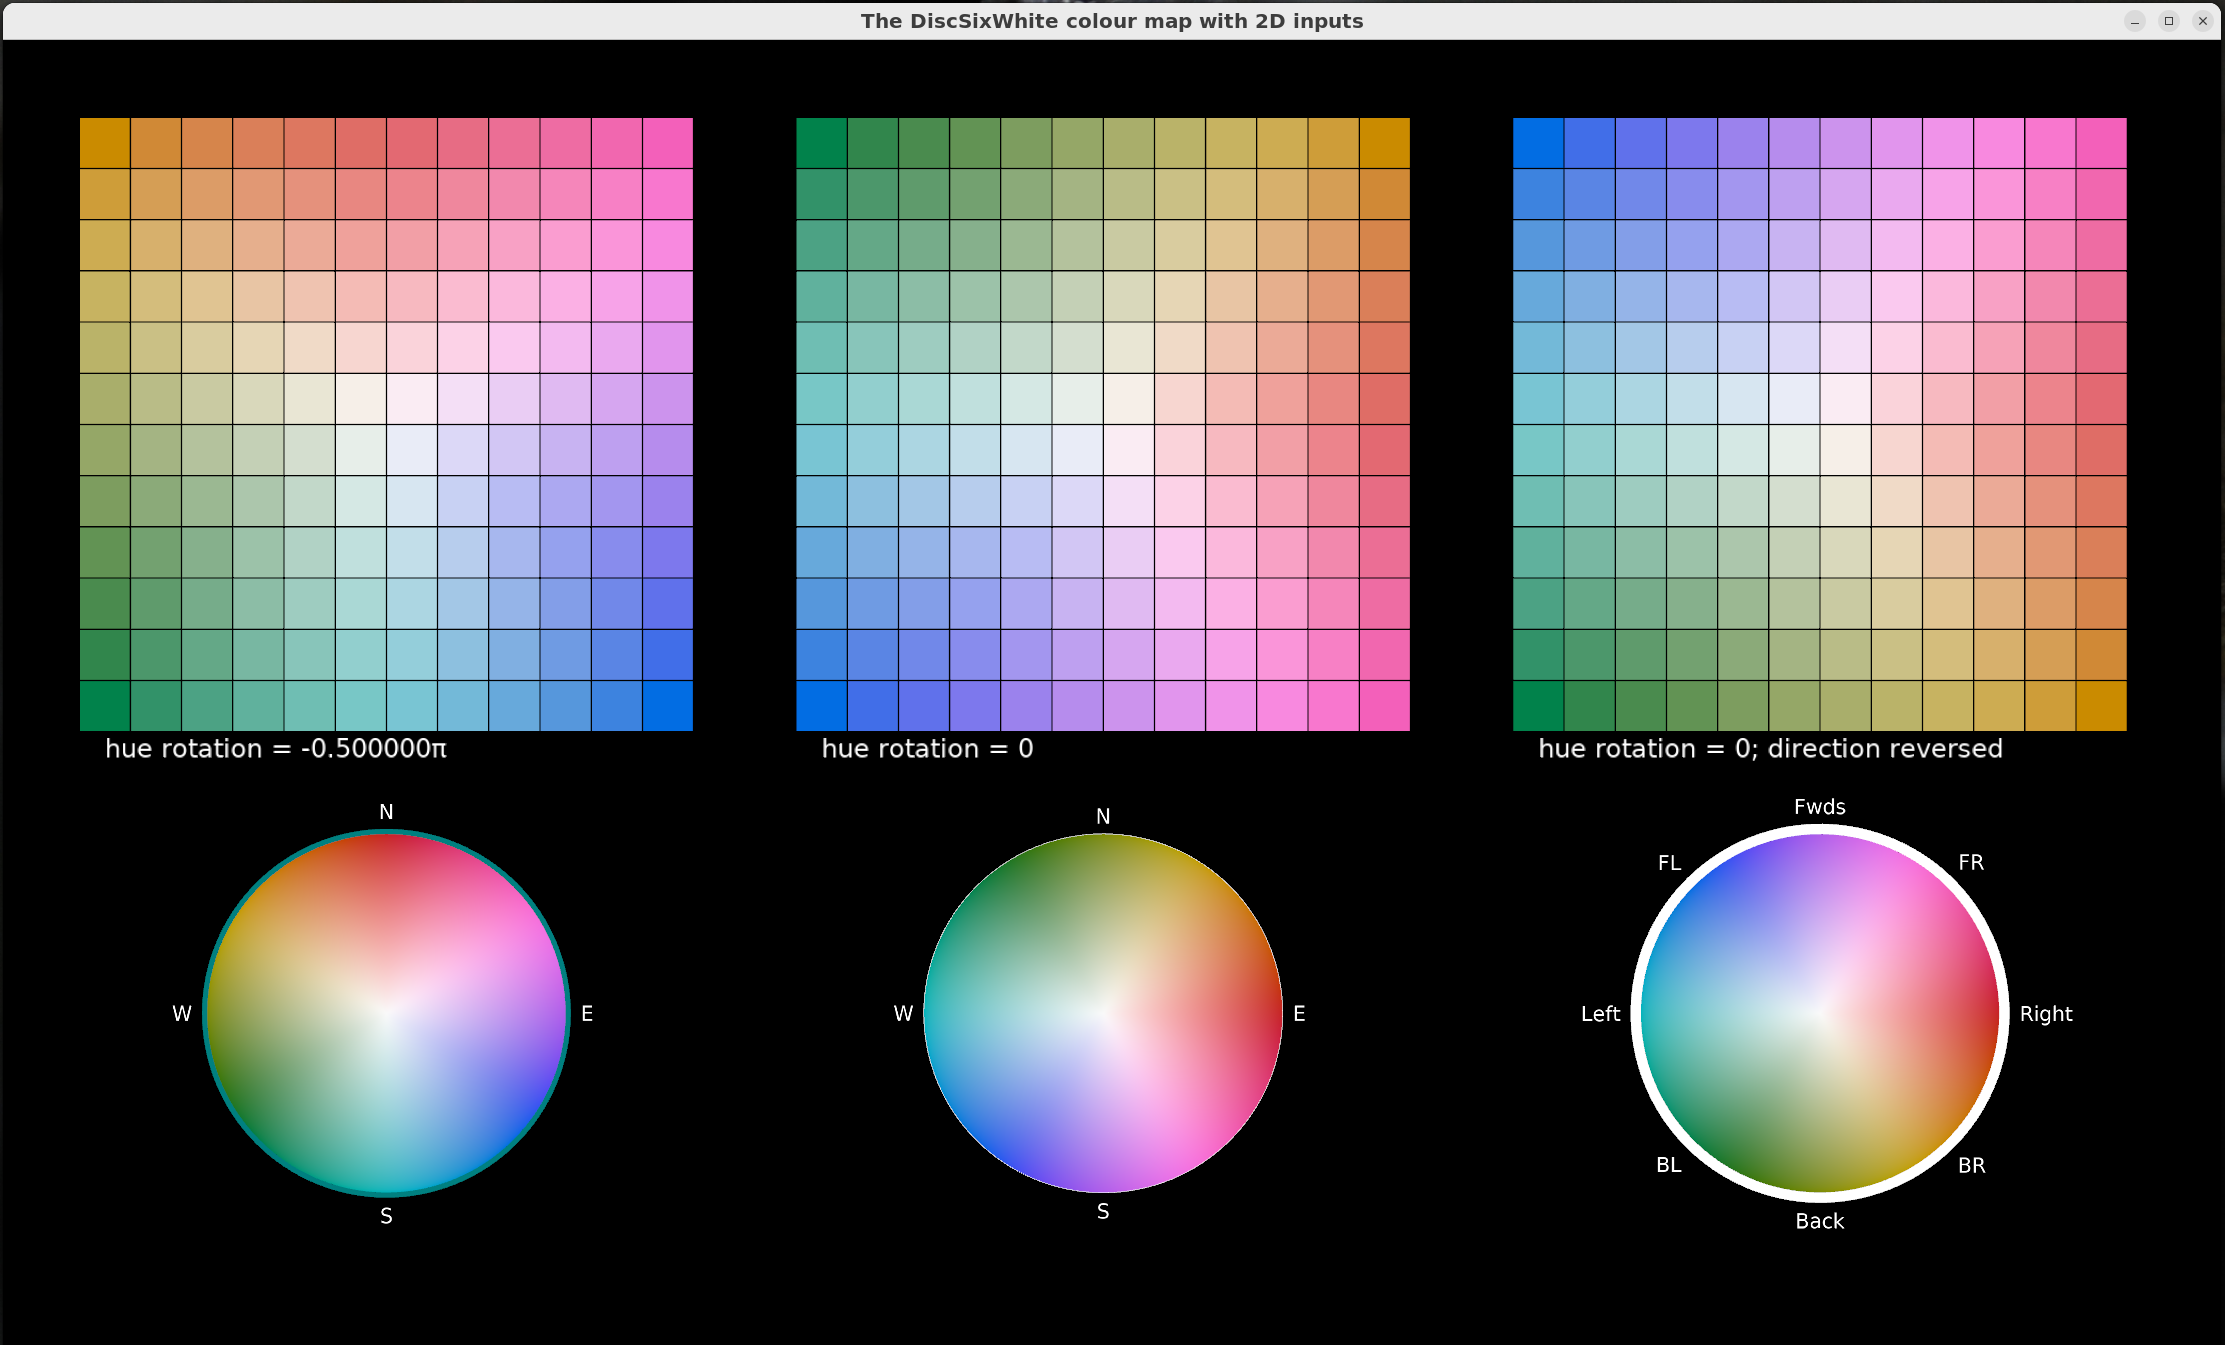 The DiscSixWhite colour map with 2D inputs
hue rotation = -0.500000π
hue rotation = 0
hue rotation = 0; direction reversed
N
W
E
S
N
W
E
S
Fwds
FL
FR
Left
Right
BL
BR
Back